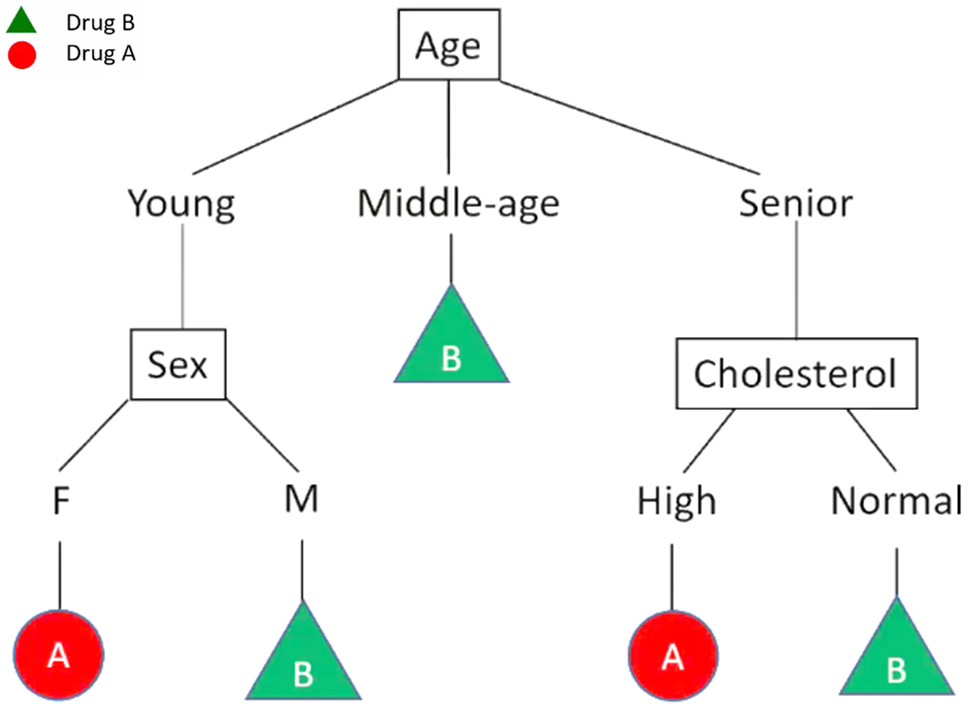 Drug B
Drug A
Age
Young Middle-age Senior
B
Sex
Cholesterol
F M High Normal
A B A B